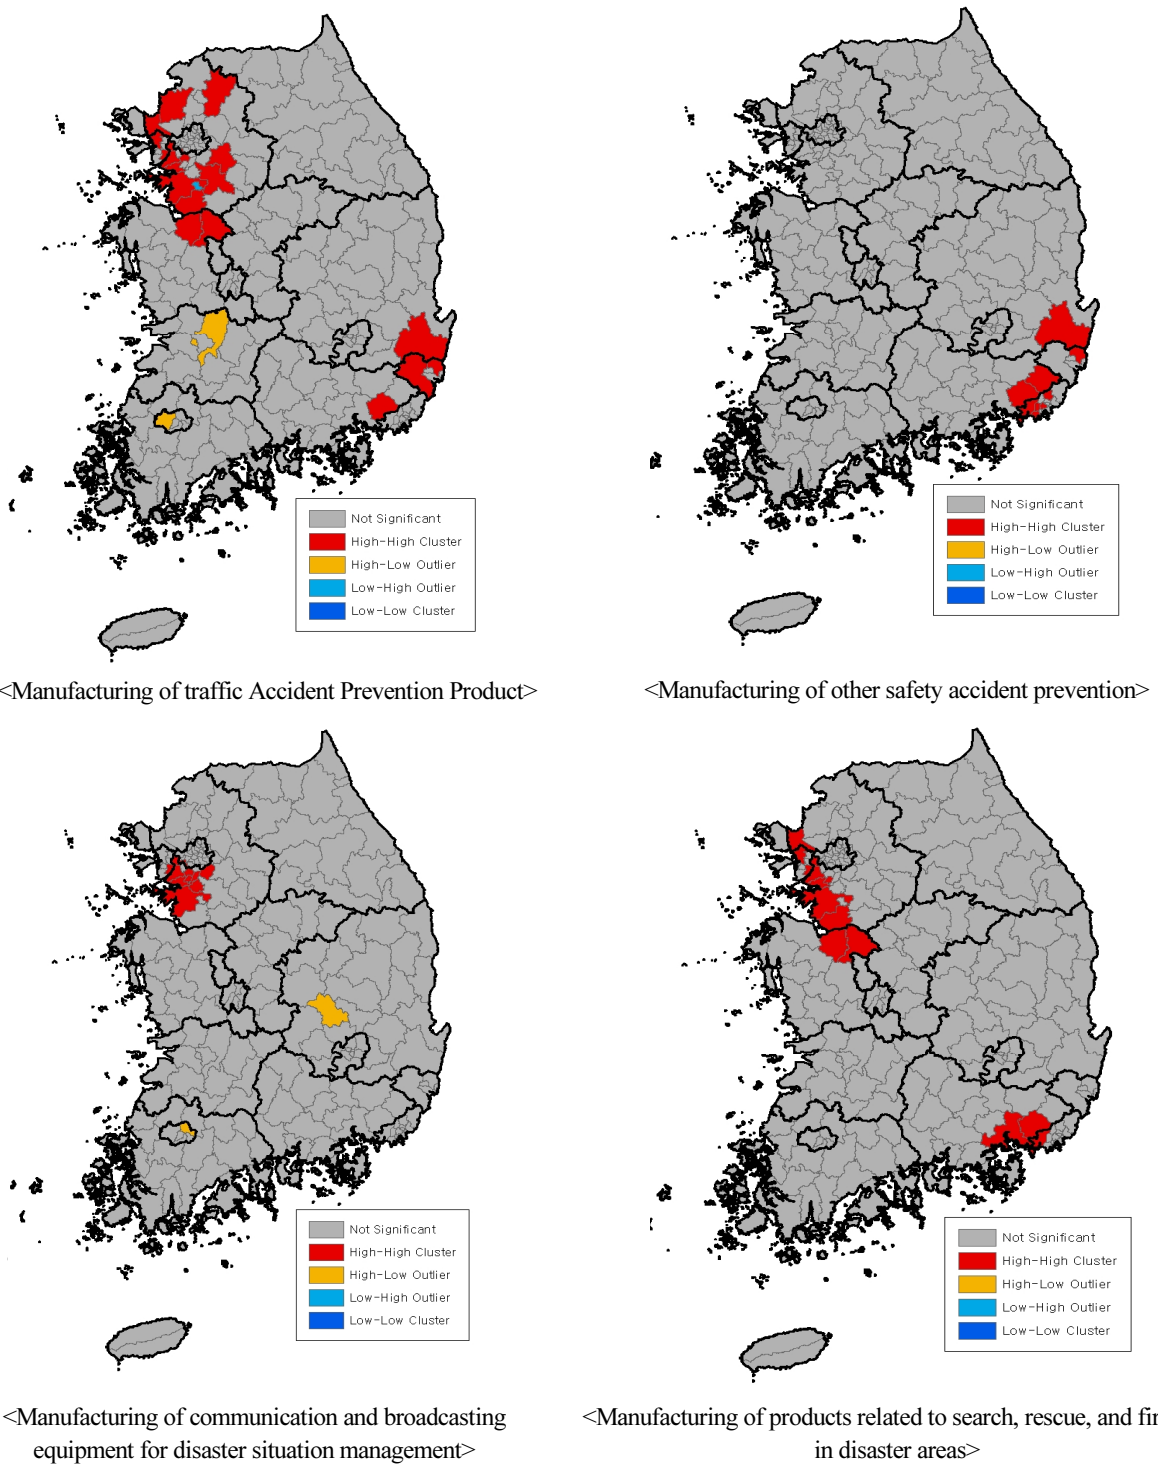 Not Significant
High-High Cluster
High-Low Outlier
Low-High Outlier
Low-Low Cluster
<Manufacturing of traffic Accident Prevention Product>
Not Significant
High-High Cluster
High-Low Outlier
Low-High Outlier
Low-Low Cluster
<Manufacturing of other safety accident prevention>
Not Significant
High-High Cluster
High-Low Outlier
Low-High Outlier
Low-Low Cluster
<Manufacturing of communication and broadcasting
equipment for disaster situation management>
Not Significant
High-High Cluster
High-Low Outlier
Low-High Outlier
Low-Low Cluster
<Manufacturing of products related to search, rescue, and
in disaster areas>